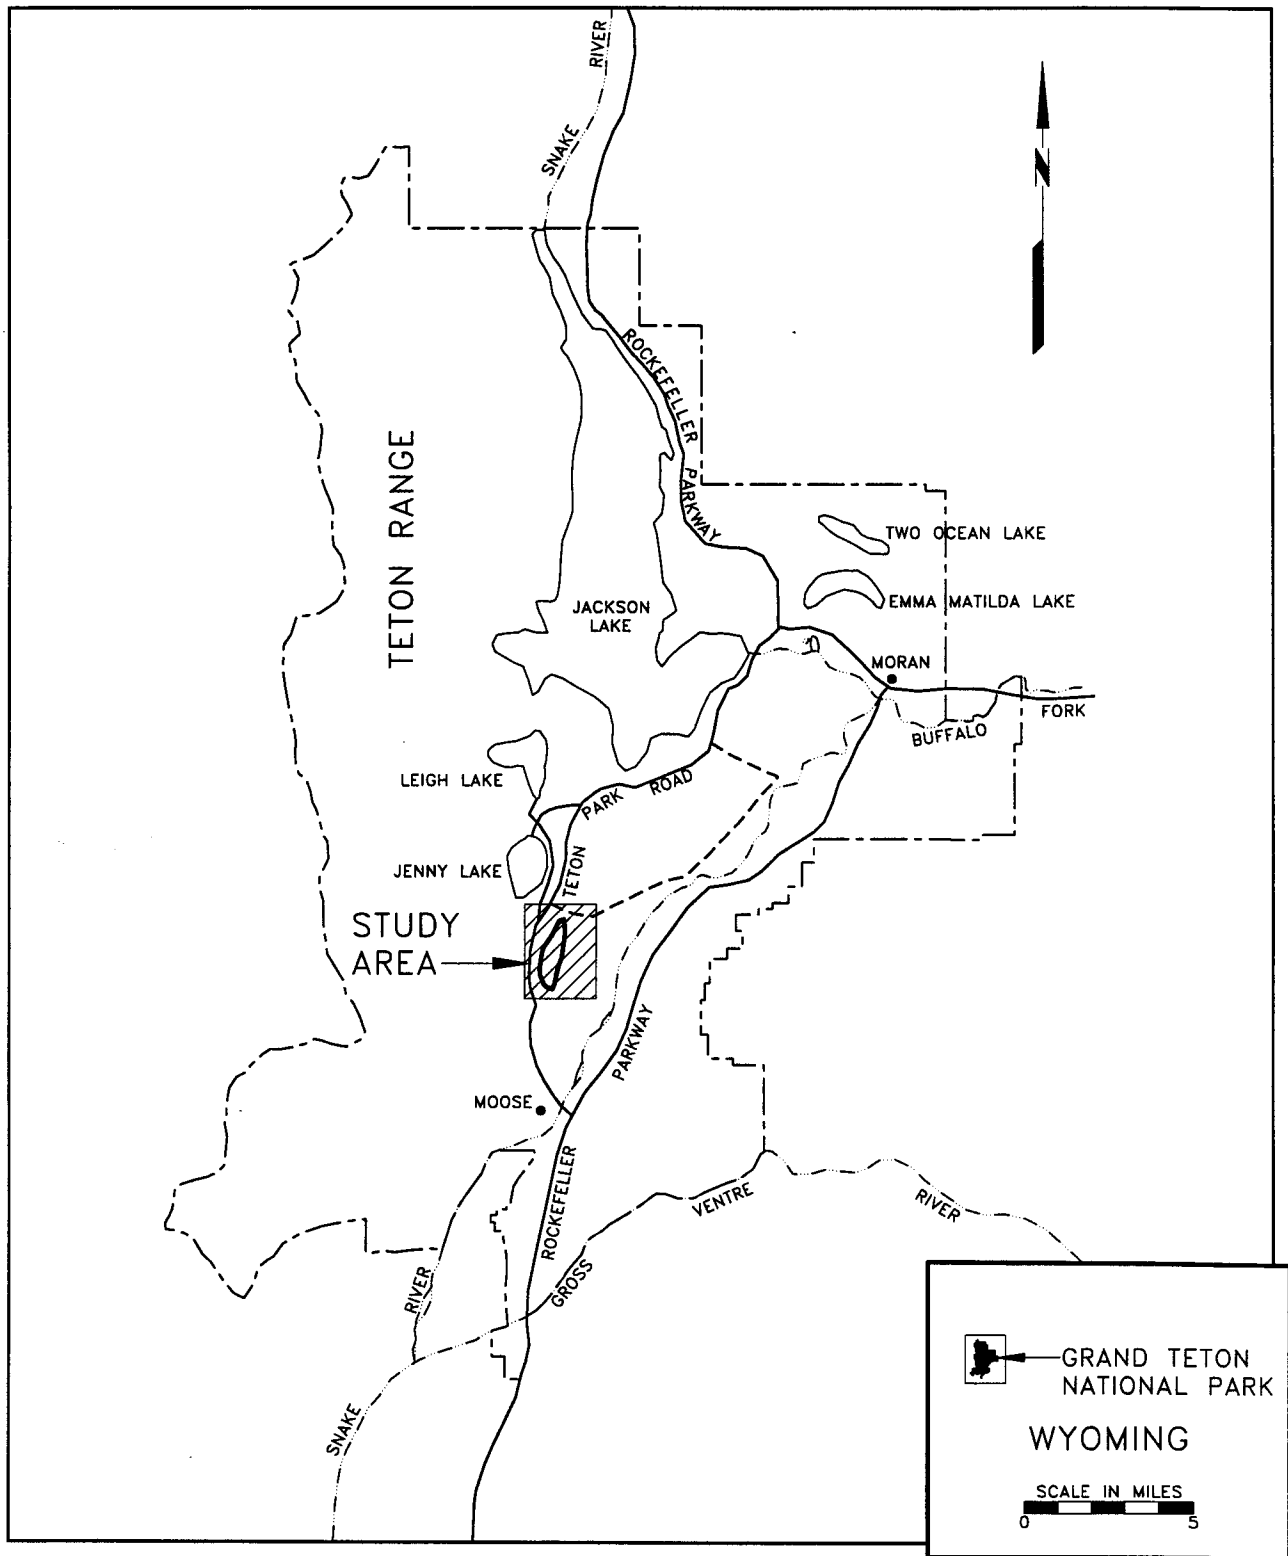 RIVER
SNAKE
N
ROCKEFELLER
PARKWAY
TETON RANGE
TWO OCEAN LAKE
EMMA MATILDA LAKE
JACKSON
LAKE
MORAN
FORK
BUFFALO
LEIGH LAKE
PARK ROAD
JENNY LAKE
TETON
STUDY
AREA
PARKWAY
MOOSE
ROCKEFELLER
VENTRE
RIVER
GROSS
RIVER
SNAKE
GRAND TETON
NATIONAL PARK
WYOMING
SCALE IN MILES
0 5